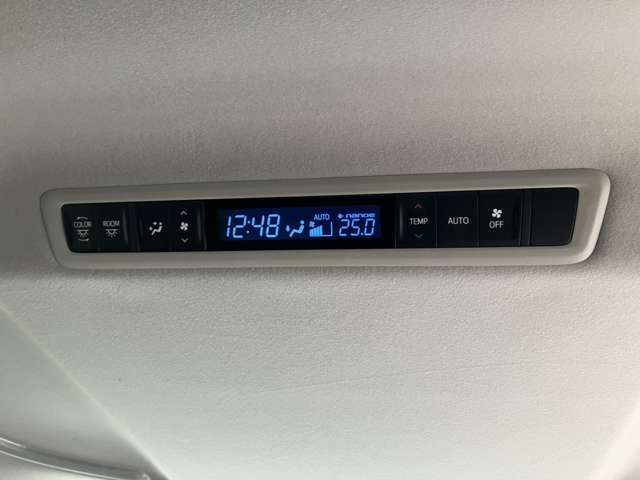 COLOR
ROOM
12:48
AUTO
nanoe
25.0
TEMP
AUTO
OFF